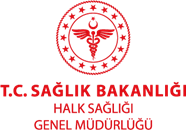 T.C. SAĞLIK BAKANLIĞI
HALK SAĞLIĞI
GENEL MÜDÜRLÜĞÜ